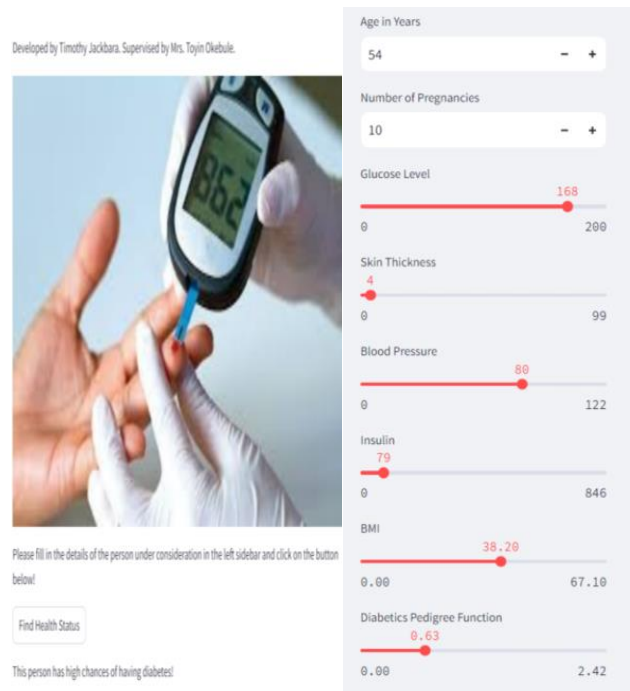 Developed by Timothy Jackbara. Supervised by Mrs. Toyin Okebule.
862
Please fill in the details of the person under consideration in the left sidebar and click on the button
below!
Find Health Status
This person has high chances of having diabetes!
Age in Years
54 - +
Number of Pregnancies
10 - +
Glucose Level
168
0 200
Skin Thickness
4
0 99
Blood Pressure
80
0 122
Insulin
79
0 846
BMI
38.20
0.00 67.10
Diabetics Pedigree Function
0.63
0.00 2.42